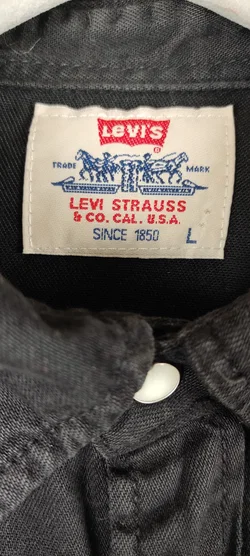 LEVI'S
®
TRADE MARK
LEVI STRAUSS
& CO. CAL. U.S.A.
SINCE 1850 L